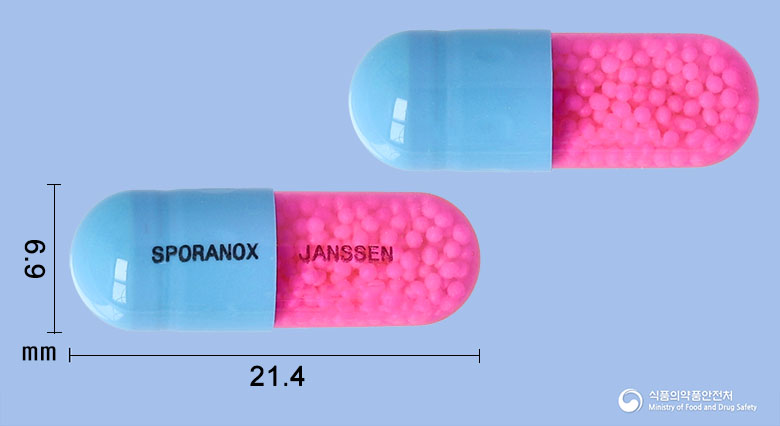 SPORANOX JANSSEN
6.9
mm
21.4
식품의약품안전처
Ministry of Food and Drug Safety